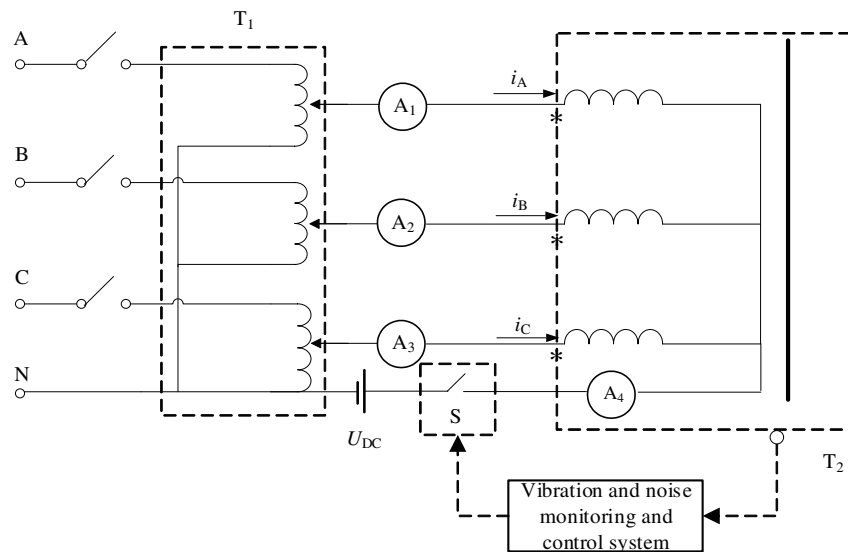 T1
A
A1
iA
*
B
A2
iB
*
C
A3
iC
*
N
UDC
S
A4
T2
Vibration and noise
monitoring and
control system